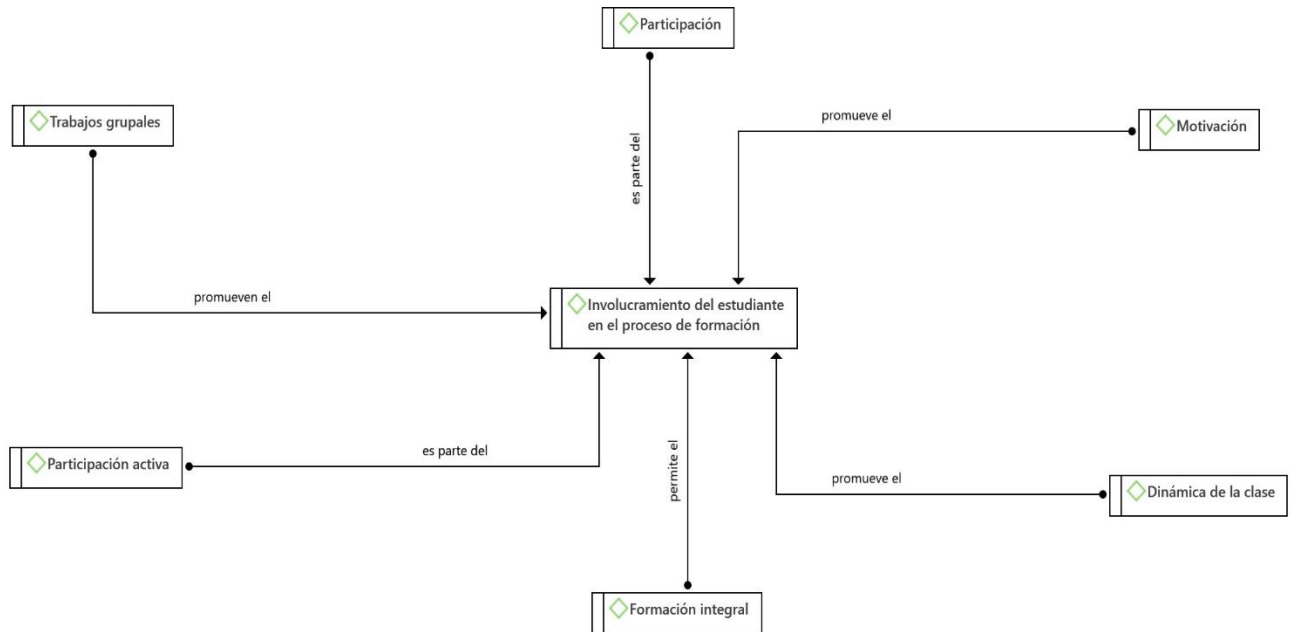 Participación
Trabajos grupales
promueve el
Motivación
es parte del
promueven el
Involucramiento del estudiante
en el proceso de formación
Participación activa
es parte del
permite el
promueve el
Dinámica de la clase
Formación integral